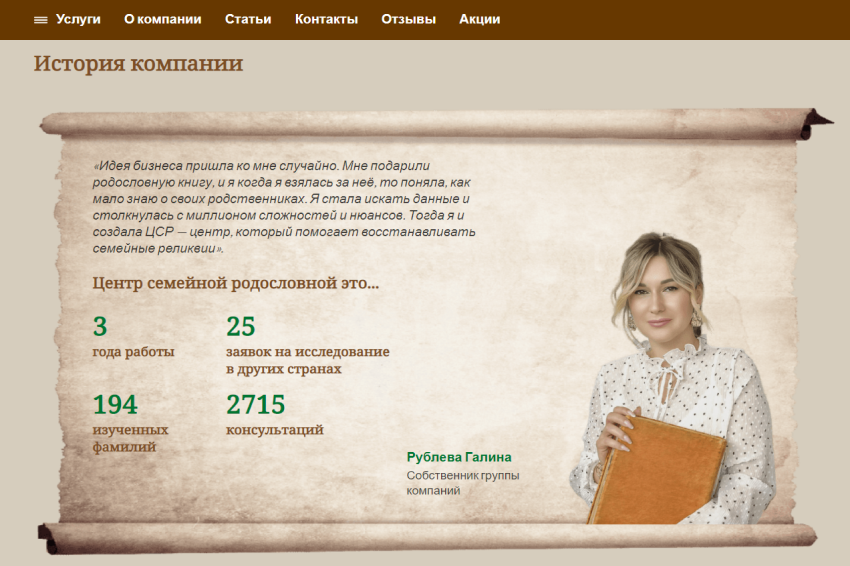 Услуги О компании Статьи Контакты Отзывы Акции
История компании
«Идея бизнеса пришла ко мне случайно. Мне подарили
родословную книгу, и я когда я взялась за неё, то поняла, как
мало знаю о своих родственниках. Я стала искать данные и
столкнулась с миллионом сложностей и нюансов. Тогда я и
создала ЦСР — центр, который помогает восстанавливать
семейные реликвии».
Центр семейной родословной это...
3
года работы
25
заявок на исследование
в других странах
194
изученных
фамилий
2715
консультаций
Рублева Галина
Собственник группы
компаний